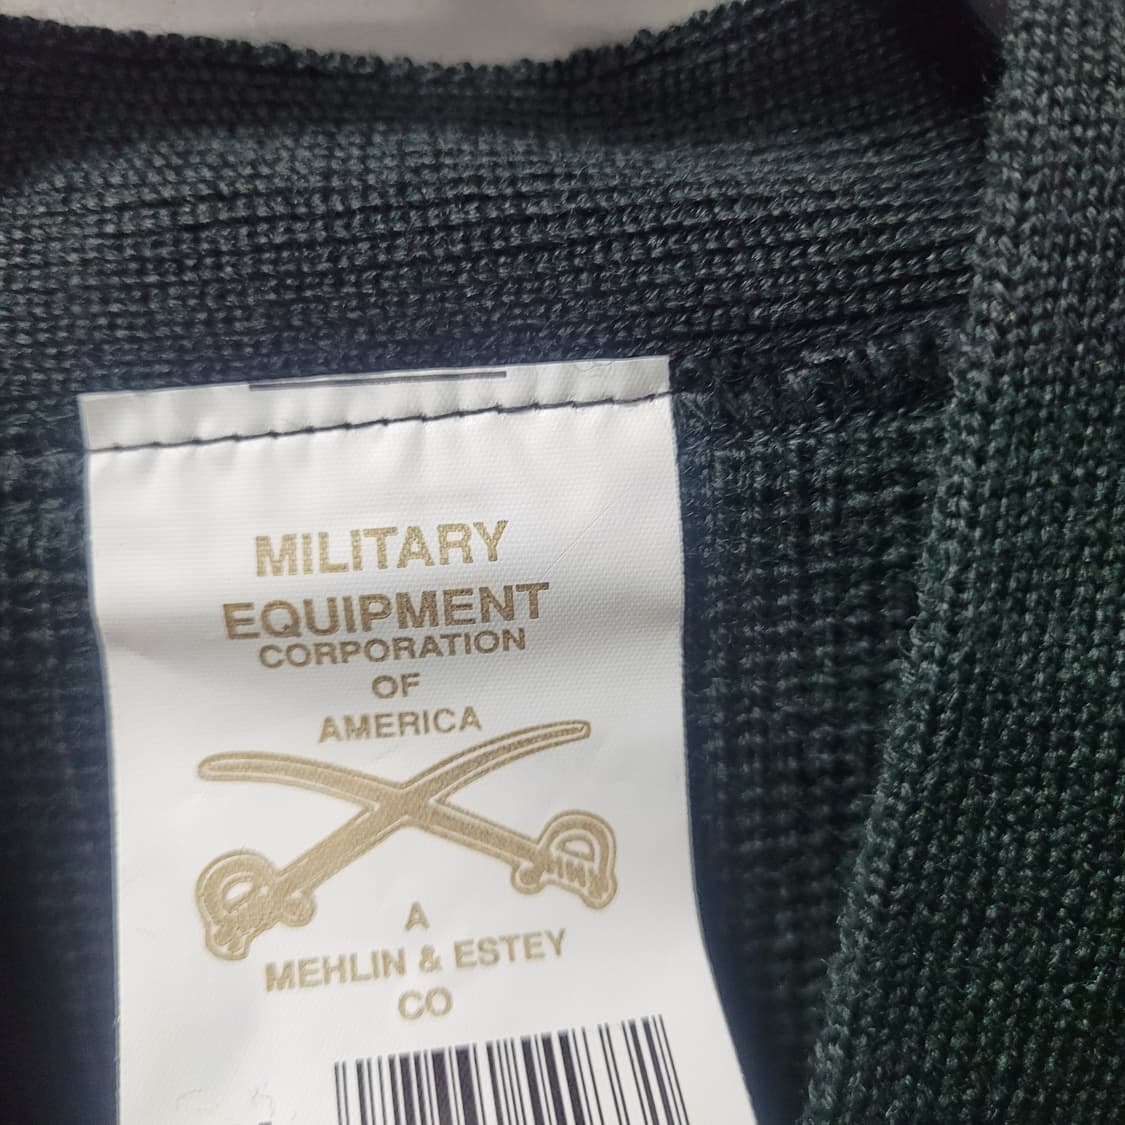 MILITARY
EQUIPMENT
CORPORATION
OF
AMERICA
A
MEHLIN & ESTEY
CO